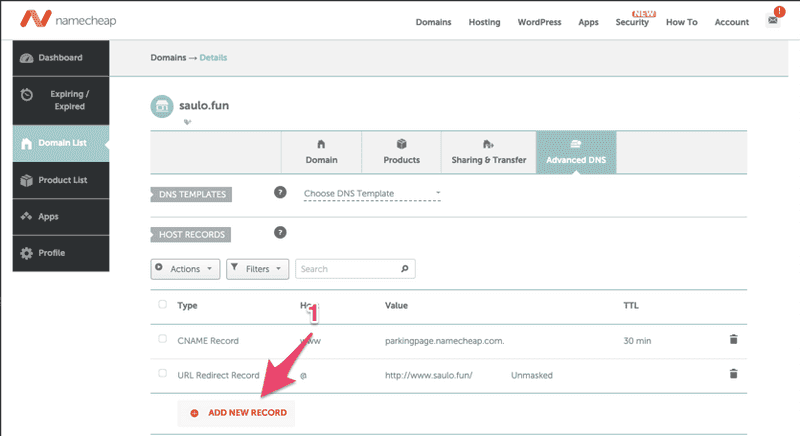 namecheap
Domains Hosting WordPress Apps Security NEW How To Account !
Dashboard
Expiring / Expired
Domain List
Product List
Apps
Profile
Domains → Details
saulo.fun
Domain Products Sharing & Transfer Advanced DNS
DNS TEMPLATES ? Choose DNS Template
HOST RECORDS ?
Actions Filters Search
Type Value TTL
1
CNAME Record www parkingpage.namecheap.com. 30 min
URL Redirect Record @ http://www.saulo.fun/ Unmasked
ADD NEW RECORD